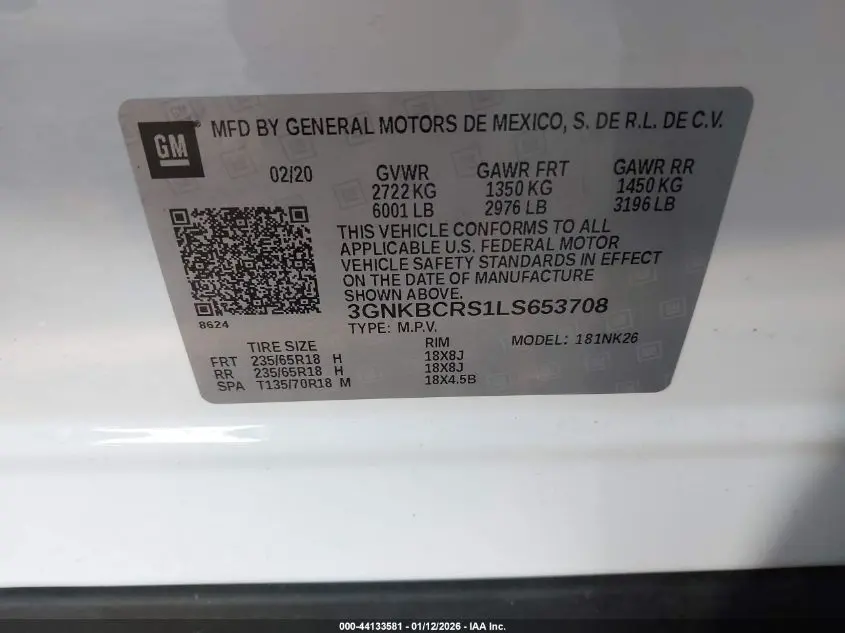 GM
MFD BY GENERAL MOTORS DE MEXICO, S. DE R.L. DE C.V.
02/20 GVWR GAWR FRT GAWR RR
2722 KG 1350 KG 1450 KG
6001 LB 2976 LB 3196 LB
THIS VEHICLE CONFORMS TO ALL
APPLICABLE U.S. FEDERAL MOTOR
VEHICLE SAFETY STANDARDS IN EFFECT
ON THE DATE OF MANUFACTURE
SHOWN ABOVE.
3GNKBCRS1LS653708
8624
TYPE: M.P.V. MODEL: 181NK26
TIRE SIZE RIM
FRT 235/65R18 H 18X8J
RR 235/65R18 H 18X8J
SPA T135/70R18 M 18X4.5B
000-44133581 - 01/12/2026 - IAA Inc.